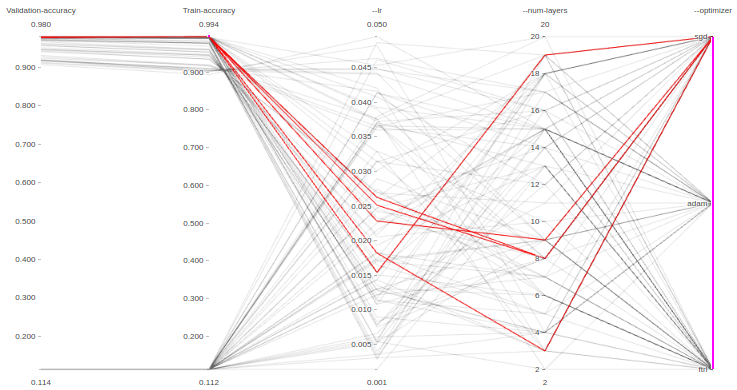 Validation-accuracy Train-accuracy --lr --num-layers --optimizer
0.980 0.994 0.050 20
20 sgd
0.900 0.900 0.045 18
0.800 0.800 0.040 16
0.700 0.700 0.035 14
0.600 0.600 0.030 12
0.500 0.500 0.025 10 adam
0.400 0.400 0.020 8
0.300 0.300 0.015 6
0.200 0.200 0.010 4
0.005 2 ftrl
0.114 0.112 0.001 2